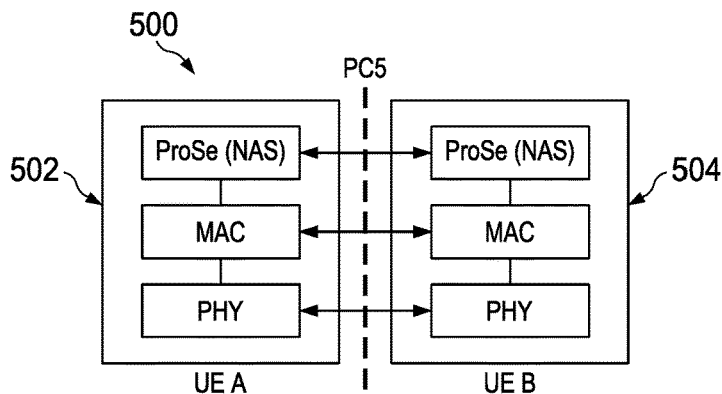 500
PC5
502
ProSe (NAS)
ProSe (NAS)
504
MAC
MAC
PHY
PHY
UE A
UE B